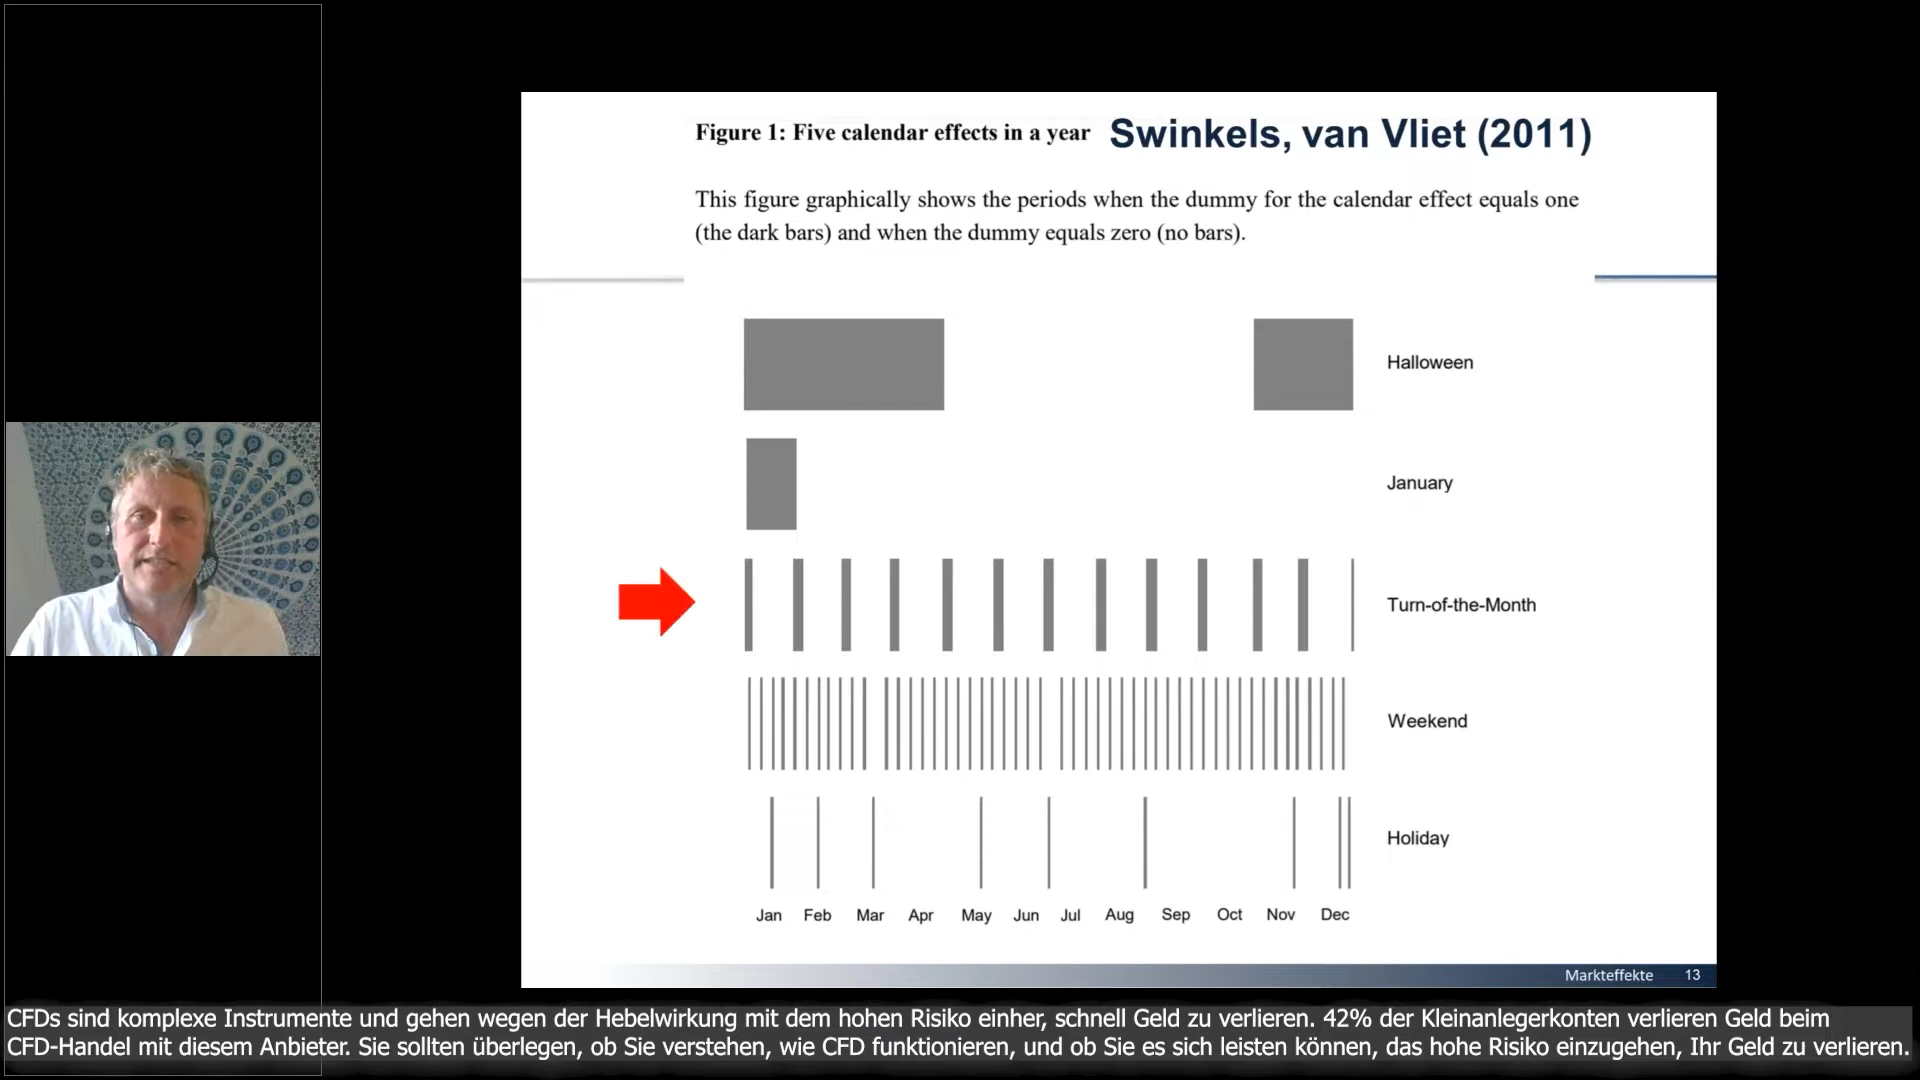 Figure 1: Five calendar effects in a year Swinkels, van Vliet (2011)
This figure graphically shows the periods when the dummy for the calendar effect equals one
(the dark bars) and when the dummy equals zero (no bars).
Halloween
January
Turn-of-the-Month
Weekend
Holiday
Jan Feb Mar Apr May Jun Jul Aug Sep Oct Nov Dec
Markteffekte 13
CFDs sind komplexe Instrumente und gehen wegen der Hebelwirkung mit dem hohen Risiko einher, schnell Geld zu verlieren. 42% der Kleinanlegerkonten verlieren Geld beim
CFD-Handel mit diesem Anbieter. Sie sollten überlegen, ob Sie verstehen, wie CFD funktionieren, und ob Sie es sich leisten können, das hohe Risiko einzugehen, Ihr Geld zu verlieren.